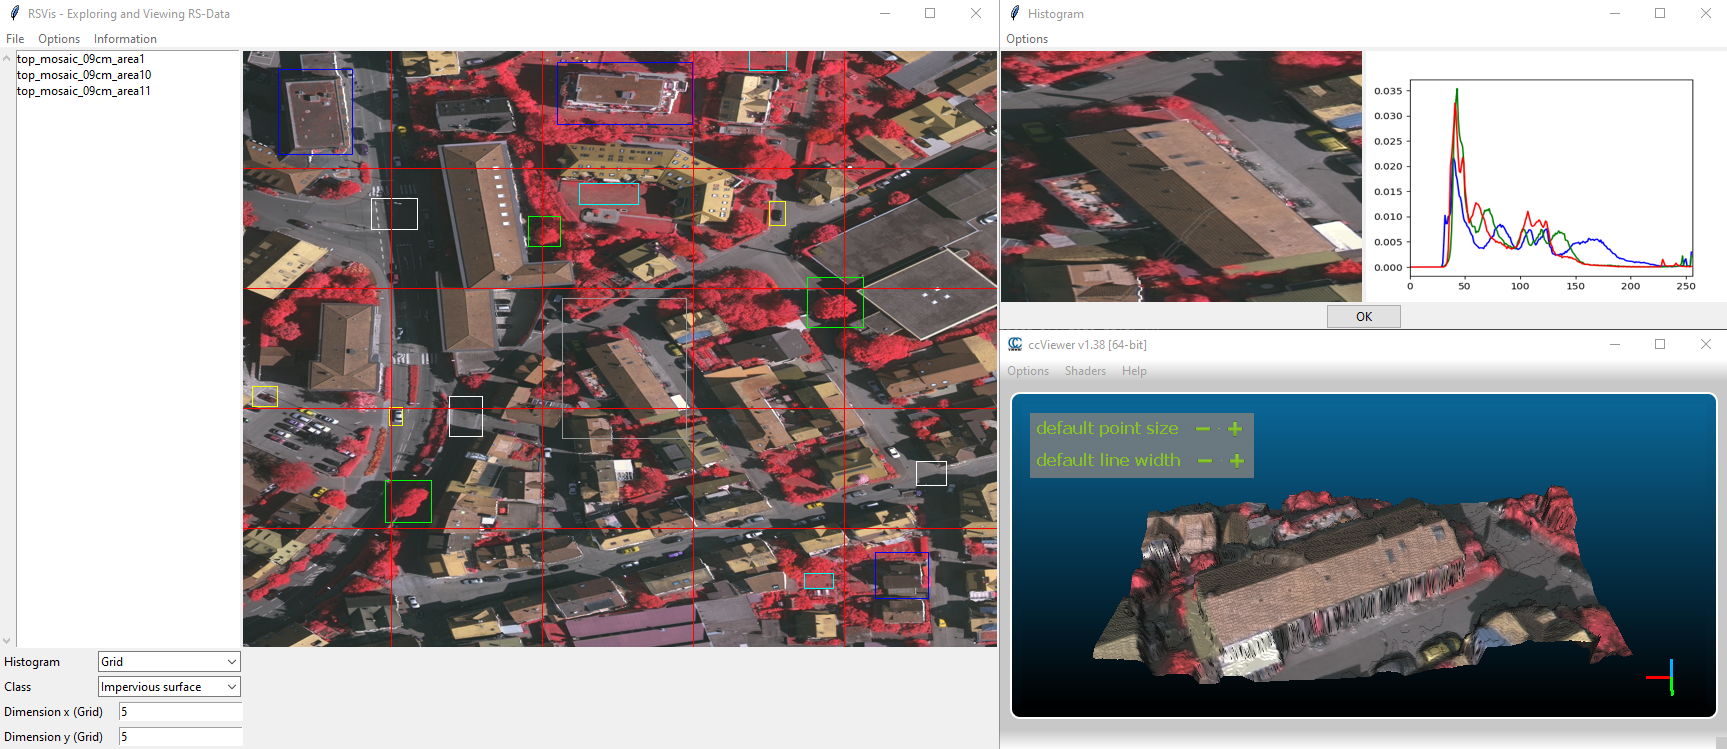 RSVis - Exploring and Viewing RS-Data
File Options Information
top_mosaic_09cm_area1
top_mosaic_09cm_area10
top_mosaic_09cm_area11
Histogram Grid
Class Impervious surface
Dimension x (Grid) 5
Dimension y (Grid) 5
Histogram
Options
0.035
0.030
0.025
0.020
0.015
0.010
0.005
0.000
0 50 100 150 200 250
OK
ccViewer v1.38 [64-bit]
Options Shaders Help
default point size
default line width